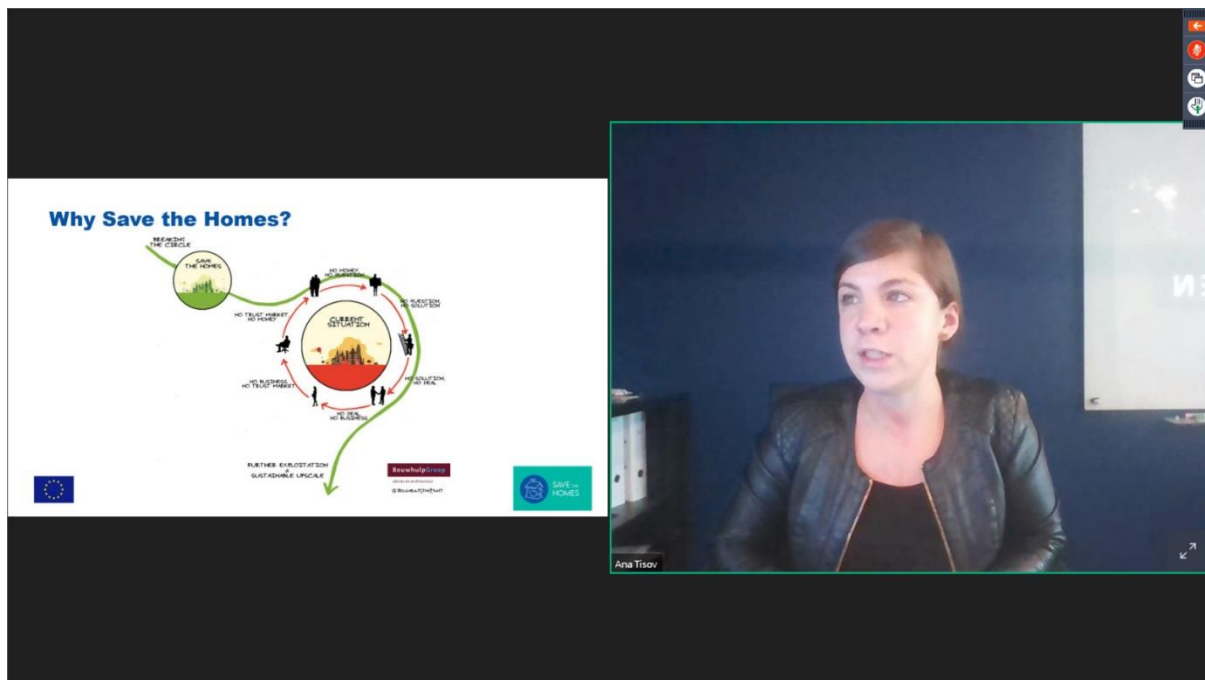 Why Save the Homes?
BREAKING
THE CIRCLE
SAVE
THE HOMES
NO MONEY,
NO QUESTION
NO QUESTION,
NO SOLUTION
NO TRUST MARKET,
NO MONEY
CURRENT
SITUATION
NO SOLUTION,
NO DEAL
NO BUSINESS,
NO TRUST MARKET
NO DEAL,
NO BUSINESS
FURTHER EXPLOITATION
SUSTAINABLE UPSCALE
BouwhulpGroep
SAVE THE
HOMES
Ana Tisov